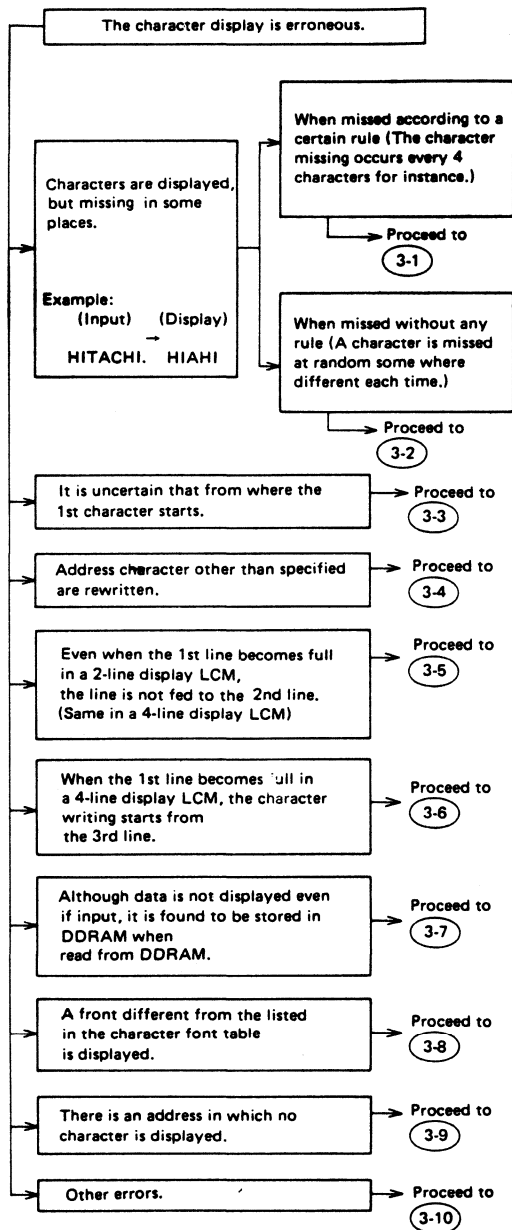 The character display is erroneous.
Characters are displayed,
but missing in some
places.
Example:
(Input) (Display)
→
HITACHI. HIAHI
When missed according to a
certain rule (The character
missing occurs every 4
characters for instance.)
Proceed to
3-1
When missed without any
rule (A character is missed
at random some where
different each time.)
Proceed to
3-2
It is uncertain that from where the
1st character starts.
Proceed to
3-3
Address character other than specified
are rewritten.
Proceed to
3-4
Even when the 1st line becomes full
in a 2-line display LCM,
the line is not fed to the 2nd line.
(Same in a 4-line display LCM)
Proceed to
3-5
When the 1st line becomes full in
a 4-line display LCM, the character
writing starts from
the 3rd line.
Proceed to
3-6
Although data is not displayed even
if input, it is found to be stored in
DDRAM when
read from DDRAM.
Proceed to
3-7
A front different from the listed
in the character font table
is displayed.
Proceed to
3-8
There is an address in which no
character is displayed.
Proceed to
3-9
Other errors.
Proceed to
3-10